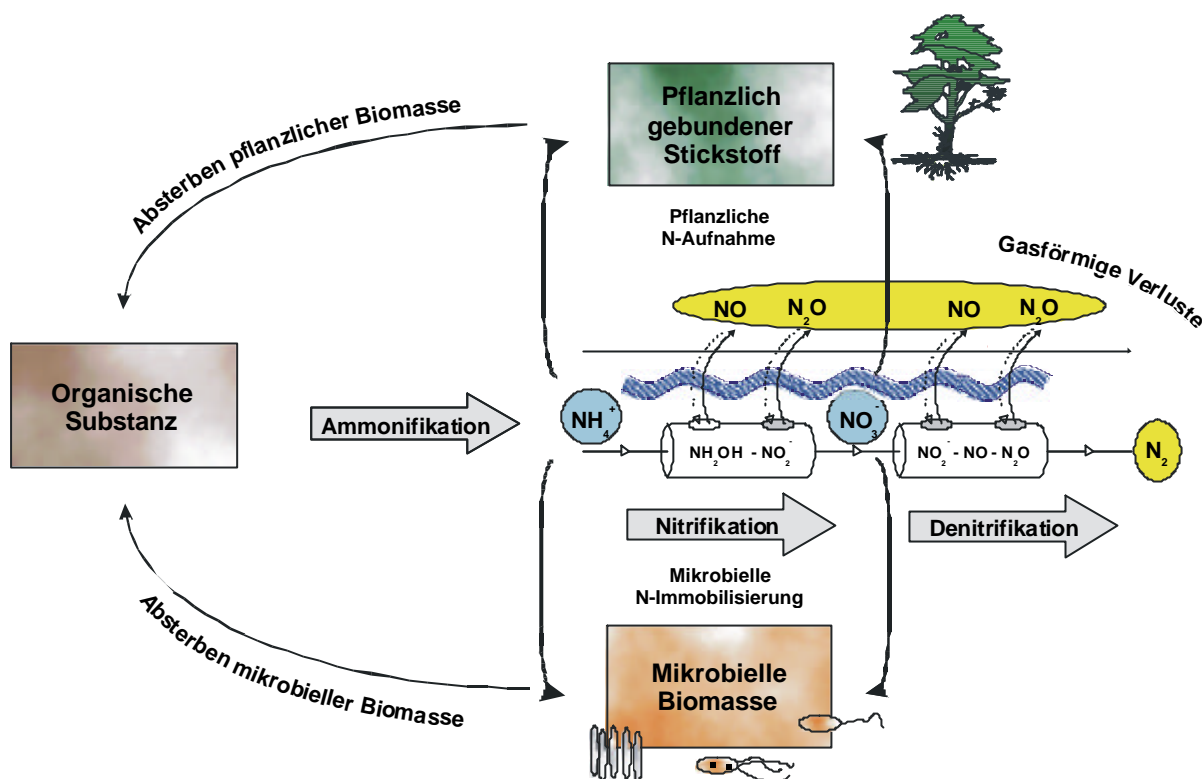 Absterben pflanzlicher Biomasse
Pflanzlich
gebundener
Stickstoff
Pflanzliche
N-Aufnahme
Gasförmige Verluste
NO
N₂O
NO
N₂O
Organische
Substanz
Ammonifikation
NH₄⁺
NH₂OH - NO₂⁻
NO₃⁻
NO₂⁻ - NO - N₂O
N₂
Nitrifikation
Denitrifikation
Mikrobielle
N-Immobilisierung
Absterben mikrobieller Biomasse
Mikrobielle
Biomasse